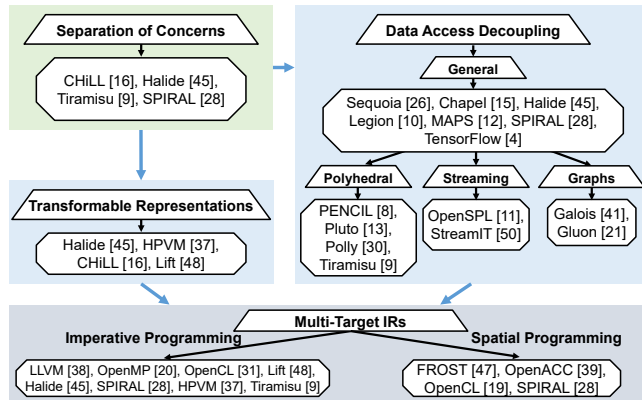 Separation of Concerns
CHiLL [16], Halide [45],
Tiramisu [9], SPIRAL [28]
Data Access Decoupling
General
Sequoia [26], Chapel [15], Halide [45],
Legion [10], MAPS [12], SPIRAL [28],
TensorFlow [4]
Polyhedral
PENCIL [8],
Pluto [13],
Polly [30],
Tiramisu [9]
Streaming
OpenSPL [11],
StreamIT [50]
Graphs
Galois [41],
Gluon [21]
Transformable Representations
Halide [45], HPVM [37],
CHiLL [16], Lift [48]
Multi-Target IRs
Imperative Programming
LLVM [38], OpenMP [20], OpenCL [31], Lift [48],
Halide [45], SPIRAL [28], HPVM [37], Tiramisu [9]
Spatial Programming
FROST [47], OpenACC [39],
OpenCL [19], SPIRAL [28]